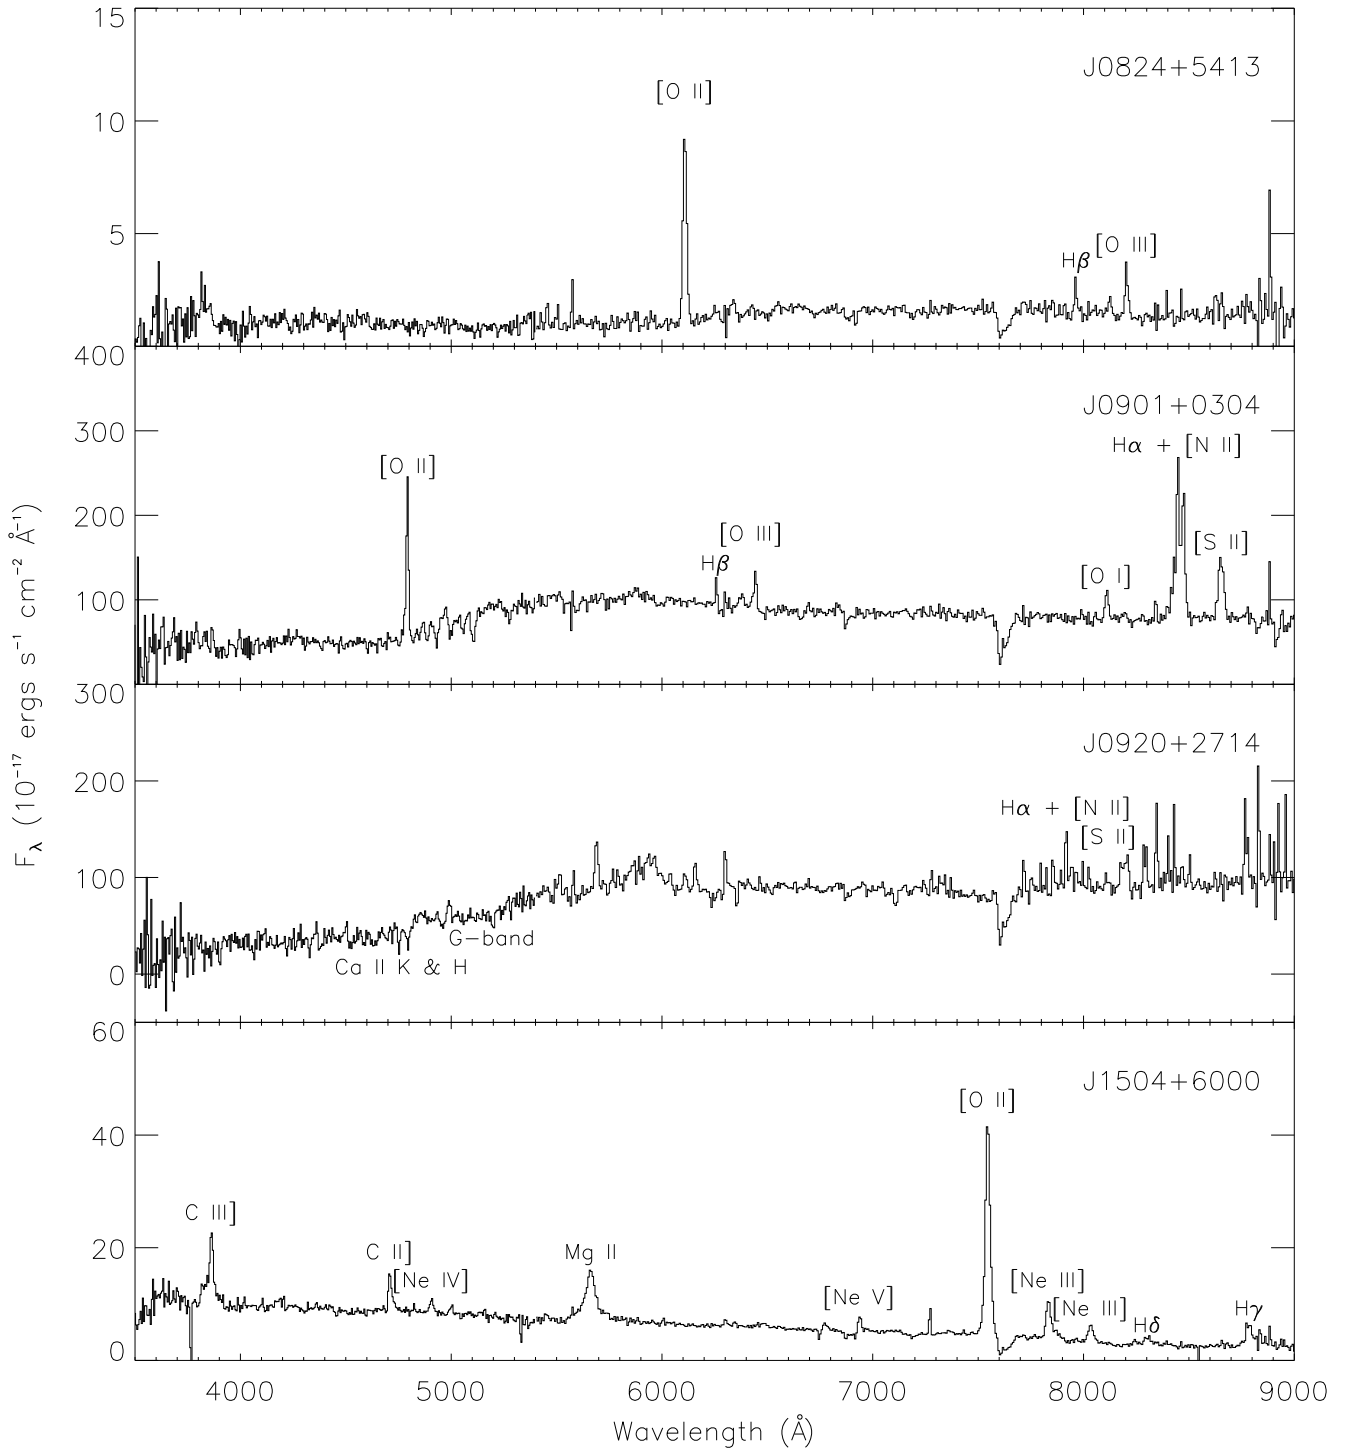 15
J0824+5413
[O II]
10
5
Hβ
[O III]
400
J0901+0304
300
Hα + [N II]
[O II]
200
[O III]
[S II]
Hβ
[O I]
100
300
J0920+2714
200
Hα + [N II]
[S II]
100
G-band
Ca II K & H
0
60
J1504+6000
[O II]
40
C III]
20
C II]
Mg II
[Ne IV]
[Ne III]
[Ne V]
[Ne III]
Hγ
Hδ
0
4000 5000 6000 7000 8000 9000
Wavelength (Å)
Fλ (10⁻¹⁷ ergs s⁻¹ cm⁻² Å⁻¹)